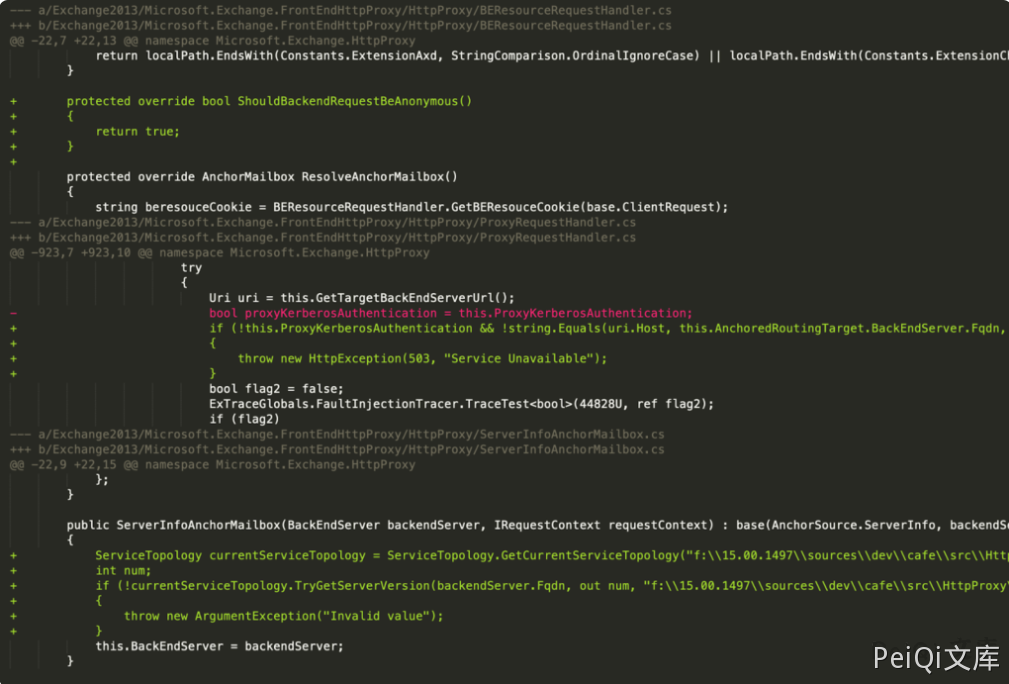 --- a/Exchange2013/Microsoft.Exchange.FrontEndHttpProxy/HttpProxy/BEResourceRequestHandler.cs
+++ b/Exchange2013/Microsoft.Exchange.FrontEndHttpProxy/HttpProxy/BEResourceRequestHandler.cs
@@ -22,7 +22,13 @@ namespace Microsoft.Exchange.HttpProxy
return localPath.EndsWith(Constants.ExtensionAxd, StringComparison.OrdinalIgnoreCase) || localPath.EndsWith(Constants.ExtensionCh
}
+ protected override bool ShouldBackendRequestBeAnonymous()
+ {
+ return true;
+ }
+
protected override AnchorMailbox ResolveAnchorMailbox()
{
string beresouceCookie = BEResourceRequestHandler.GetBEResouceCookie(base.ClientRequest);
--- a/Exchange2013/Microsoft.Exchange.FrontEndHttpProxy/HttpProxy/ProxyRequestHandler.cs
+++ b/Exchange2013/Microsoft.Exchange.FrontEndHttpProxy/HttpProxy/ProxyRequestHandler.cs
@@ -923,7 +923,10 @@ namespace Microsoft.Exchange.HttpProxy
try
{
Uri uri = this.GetTargetBackEndServerUrl();
- bool proxyKerberosAuthentication = this.ProxyKerberosAuthentication;
+ if (!this.ProxyKerberosAuthentication && !string.Equals(uri.Host, this.AnchoredRoutingTarget.BackEndServer.Fqdn,
+ {
+ throw new HttpException(503, "Service Unavailable");
+ }
bool flag2 = false;
ExTraceGlobals.FaultInjectionTracer.TraceTest<bool>(44828U, ref flag2);
if (flag2)
--- a/Exchange2013/Microsoft.Exchange.FrontEndHttpProxy/HttpProxy/ServerInfoAnchorMailbox.cs
+++ b/Exchange2013/Microsoft.Exchange.FrontEndHttpProxy/HttpProxy/ServerInfoAnchorMailbox.cs
@@ -22,9 +22,15 @@ namespace Microsoft.Exchange.HttpProxy
};
}
public ServerInfoAnchorMailbox(BackEndServer backendServer, IRequestContext requestContext) : base(AnchorSource.ServerInfo, backendSe
{
+ ServiceTopology currentServiceTopology = ServiceTopology.GetCurrentServiceTopology("f:\\15.00.1497\\sources\\dev\\cafe\\src\\Http
+ int num;
+ if (!currentServiceTopology.TryGetServerVersion(backendServer.Fqdn, out num, "f:\\15.00.1497\\sources\\dev\\cafe\\src\\HttpProxy\
+ {
+ throw new ArgumentException("Invalid value");
+ }
this.BackEndServer = backendServer;
}
PeiQi文库